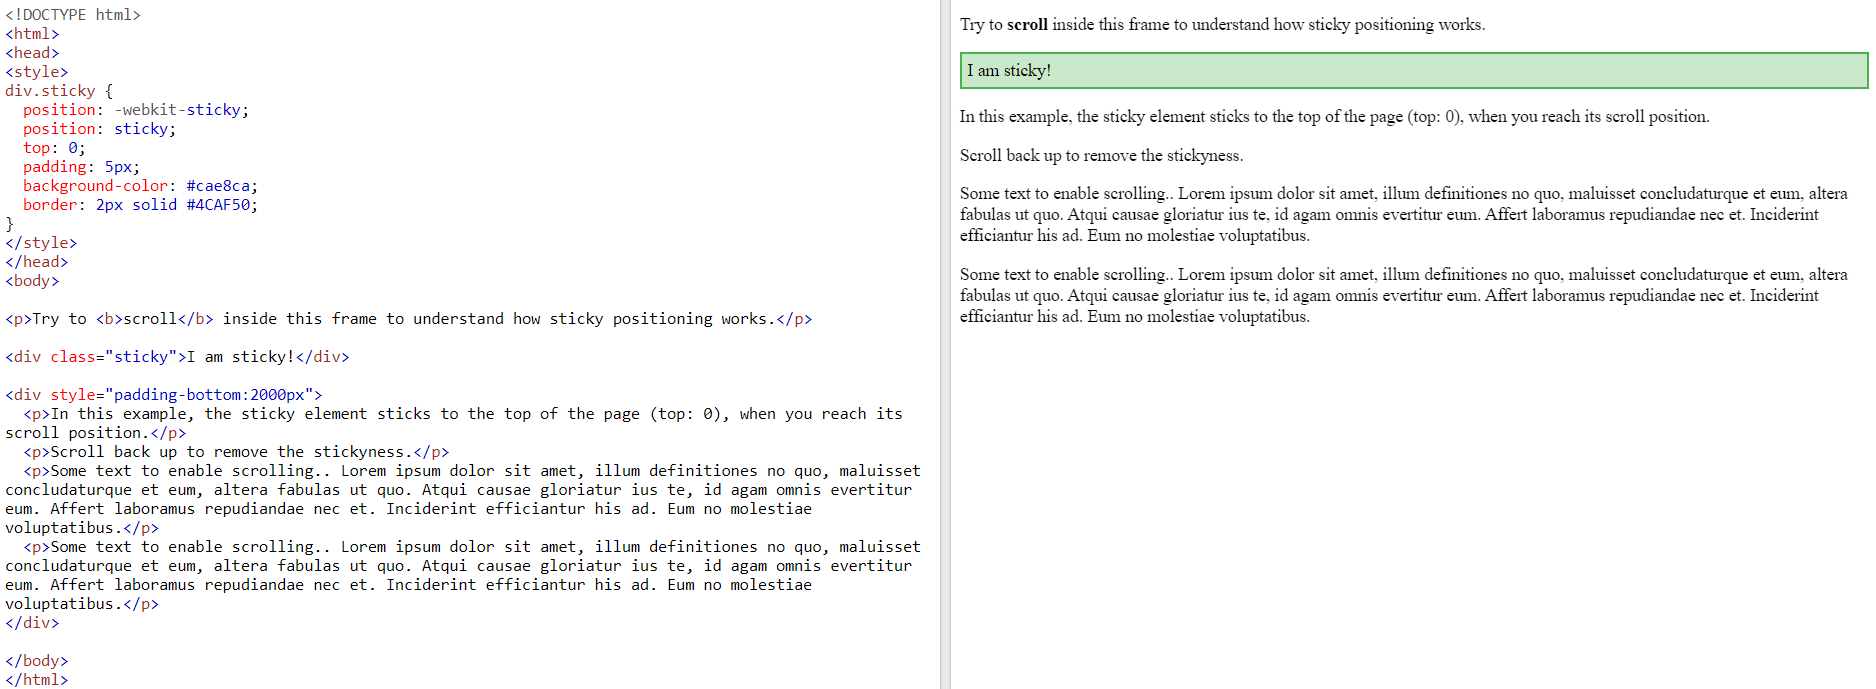 <!DOCTYPE html>
<html>
<head>
<style>
div.sticky {
  position: -webkit-sticky;
  position: sticky;
  top: 0;
  padding: 5px;
  background-color: #cae8ca;
  border: 2px solid #4CAF50;
}
</style>
</head>
<body>
<p>Try to <b>scroll</b> inside this frame to understand how sticky positioning works.</p>
<div class="sticky">I am sticky!</div>
<div style="padding-bottom:2000px">
  <p>In this example, the sticky element sticks to the top of the page (top: 0), when you reach its
scroll position.</p>
  <p>Scroll back up to remove the stickyness.</p>
  <p>Some text to enable scrolling.. Lorem ipsum dolor sit amet, illum definitiones no quo, maluisset
concludaturque et eum, altera fabulas ut quo. Atqui causae gloriatur ius te, id agam omnis evertitur
eum. Affert laboramus repudiandae nec et. Inciderint efficiantur his ad. Eum no molestiae
voluptatibus.</p>
  <p>Some text to enable scrolling.. Lorem ipsum dolor sit amet, illum definitiones no quo, maluisset
concludaturque et eum, altera fabulas ut quo. Atqui causae gloriatur ius te, id agam omnis evertitur
eum. Affert laboramus repudiandae nec et. Inciderint efficiantur his ad. Eum no molestiae
voluptatibus.</p>
</div>
</body>
</html>
Try to scroll inside this frame to understand how sticky positioning works.
I am sticky!
In this example, the sticky element sticks to the top of the page (top: 0), when you reach its scroll position.
Scroll back up to remove the stickyness.
Some text to enable scrolling.. Lorem ipsum dolor sit amet, illum definitiones no quo, maluisset concludaturque et eum, altera
fabulas ut quo. Atqui causae gloriatur ius te, id agam omnis evertitur eum. Affert laboramus repudiandae nec et. Inciderint
efficiantur his ad. Eum no molestiae voluptatibus.
Some text to enable scrolling.. Lorem ipsum dolor sit amet, illum definitiones no quo, maluisset concludaturque et eum, altera
fabulas ut quo. Atqui causae gloriatur ius te, id agam omnis evertitur eum. Affert laboramus repudiandae nec et. Inciderint
efficiantur his ad. Eum no molestiae voluptatibus.